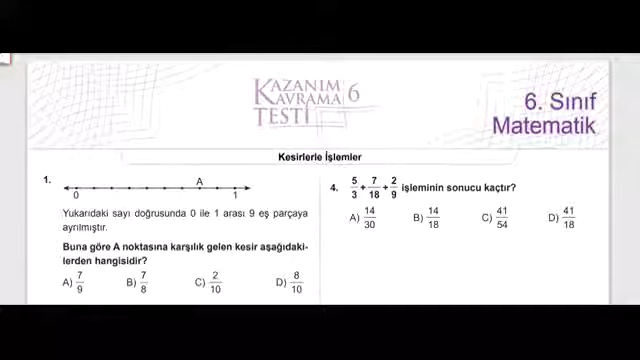 KAZANIM
KAVRAMA
TESTİ
6
6. Sınıf
Matematik
Kesirlerle İşlemler
1.
A
0 1
Yukarıdaki sayı doğrusunda 0 ile 1 arası 9 eş parçaya
ayrılmıştır.
Buna göre A noktasına karşılık gelen kesir aşağıdaki-
lerden hangisidir?
A) 7/9 B) 7/8 C) 2/10 D) 8/10
4. 5/3 + 7/18 + 2/9 işleminin sonucu kaçtır?
A) 14/30 B) 14/18 C) 41/54 D) 41/18